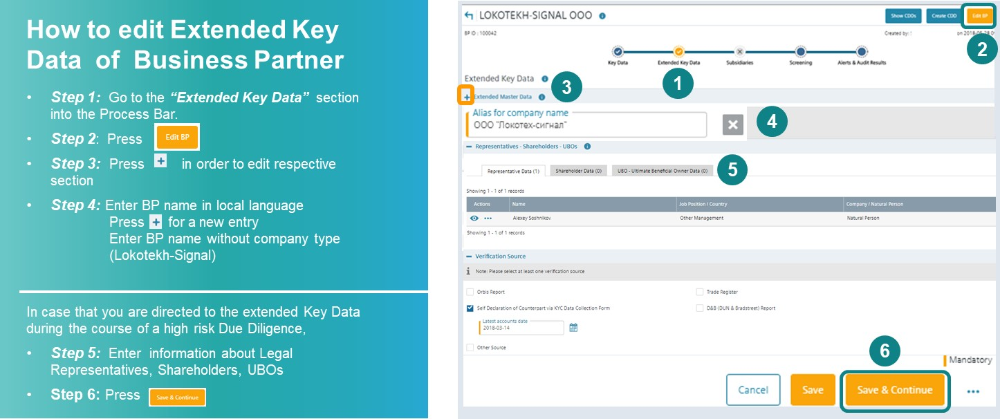 How to edit Extended Key
Data of Business Partner
• Step 1: Go to the “Extended Key Data” section
into the Process Bar.
• Step 2: Press Edit BP
• Step 3: Press + in order to edit respective
section
• Step 4: Enter BP name in local language
Press + for a new entry
Enter BP name without company type
(Lokotekh-Signal)
In case that you are directed to the extended Key Data
during the course of a high risk Due Diligence,
• Step 5: Enter information about Legal
Representatives, Shareholders, UBOs
• Step 6: Press Save & Continue
LOKOTEKH-SIGNAL OOO
Show CDDs Create CDD Edit BP
BP ID : 100042
Created by: on 2018-
2
Key Data Extended Key Data Subsidiaries Screening Alerts & Audit Results
1
Extended Key Data
3
+ Extended Master Data
Alias for company name
ООО "Локотех-сигнал"
4
Representatives - Shareholders - UBOs
Representative Data (1) Shareholder Data (0) UBO - Ultimate Beneficial Owner Data (0)
5
Showing 1 - 1 of 1 records
Actions Name Job Position / Country Company / Natural Person
Alexey Soshnikov Other Management Natural Person
Showing 1 - 1 of 1 records
Verification Source
Note: Please select at least one verification source
Orbis Report Trade Register
Self Declaration of Counterpart via KYC Data Collection Form D&B (DUN & Bradstreet) Report
Latest accounts date
2018-03-14
Other Source
6
Mandatory
Cancel Save Save & Continue